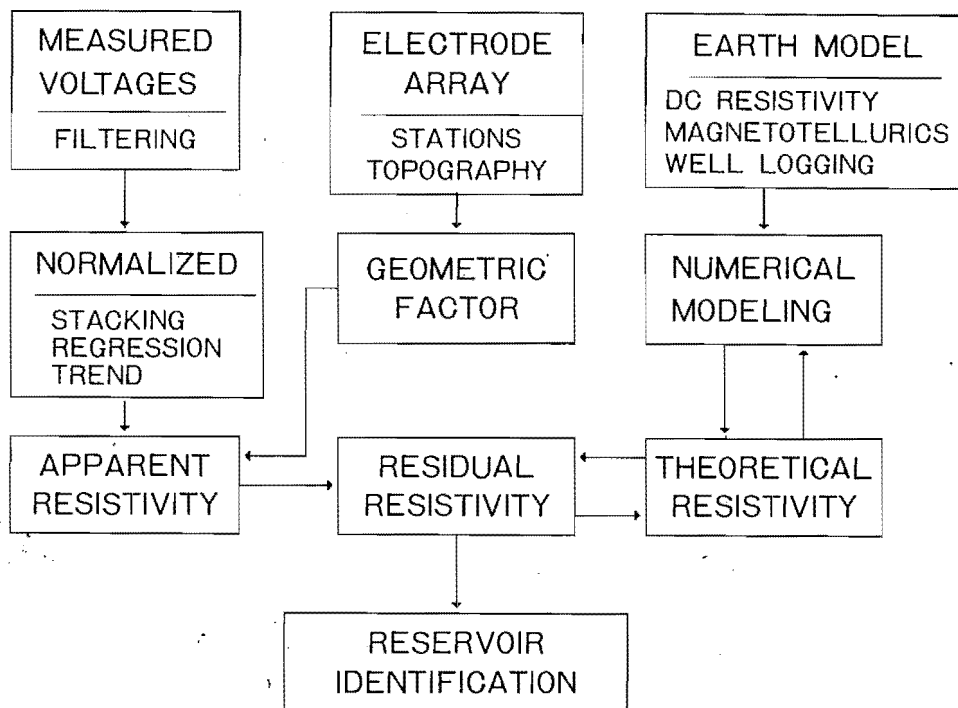 MEASURED
VOLTAGES
FILTERING
ELECTRODE
ARRAY
STATIONS
TOPOGRAPHY
EARTH MODEL
DC RESISTIVITY
MAGNETOTELLURICS
WELL LOGGING
NORMALIZED
STACKING
REGRESSION
TREND
GEOMETRIC
FACTOR
NUMERICAL
MODELING
APPARENT
RESISTIVITY
RESIDUAL
RESISTIVITY
THEORETICAL
RESISTIVITY
RESERVOIR
IDENTIFICATION